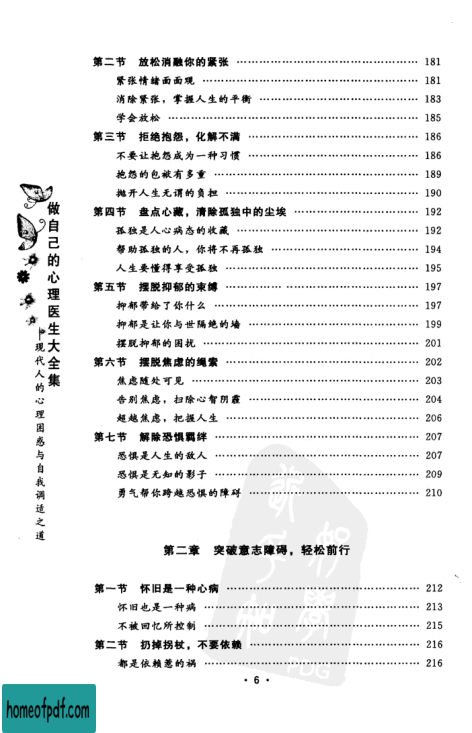 第二节 放松消融你的紧张 …… 181
紧张情绪面面观 …… 181
消除紧张，掌握人生的平衡 …… 183
学会放松 …… 185
第三节 拒绝抱怨，化解不满 …… 186
不要让抱怨成为一种习惯 …… 186
抱怨的包被有多重 …… 189
抛开人生无谓的负担 …… 190
第四节 盘点心藏，清除孤独中的尘埃 …… 192
孤独是人心病态的收藏 …… 192
帮助孤独的人，你将不再孤独 …… 194
人生要懂得享受孤独 …… 195
第五节 摆脱抑郁的束缚 …… 197
抑郁带给了你什么 …… 197
抑郁是让你与世隔绝的墙 …… 199
摆脱抑郁的困扰 …… 201
第六节 摆脱焦虑的绳索 …… 202
焦虑随处可见 …… 203
告别焦虑，扫除心智阴霾 …… 204
超越焦虑，把握人生 …… 206
第七节 解除恐惧羁绊 …… 207
恐惧是人生的敌人 …… 207
恐惧是无知的影子 …… 209
勇气帮你跨越恐惧的障碍 …… 210
第二章 突破意志障碍，轻松前行
第一节 怀旧是一种心病 …… 212
怀旧也是一种病 …… 213
不被回忆所控制 …… 215
第二节 扔掉拐杖，不要依赖 …… 216
都是依赖惹的祸 …… 216
· 6 ·
做自己的心理医生大全集
现代人的心理困惑与自我调适之道
PDG
homeofpdf.com